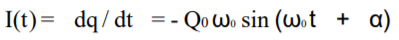 I(t) = dq / dt = - Q₀ ω₀ sin (ω₀t + α)